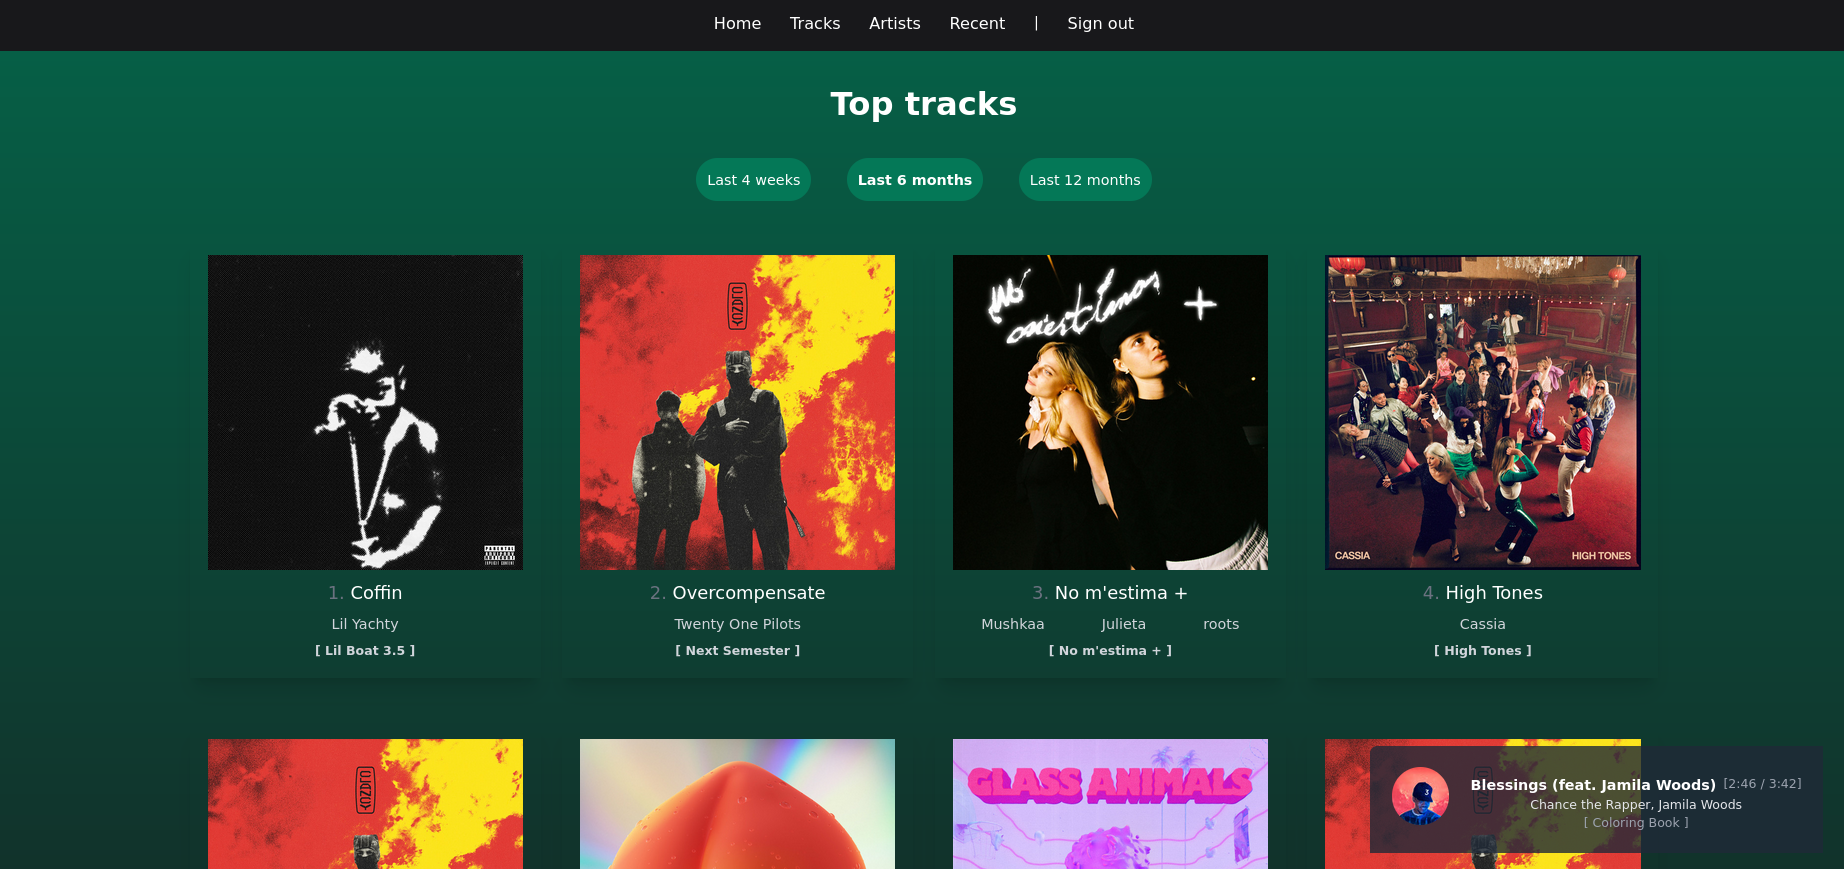 Home Tracks Artists Recent | Sign out
Top tracks
Last 4 weeks Last 6 months Last 12 months
No m'estimas +
CASSIA HIGH TONES
1. Coffin
Lil Yachty
[ Lil Boat 3.5 ]
2. Overcompensate
Twenty One Pilots
[ Next Semester ]
3. No m'estima +
Mushkaa Julieta roots
[ No m'estima + ]
4. High Tones
Cassia
[ High Tones ]
GLASS ANIMALS
Blessings (feat. Jamila Woods) [2:46 / 3:42]
Chance the Rapper, Jamila Woods
[ Coloring Book ]